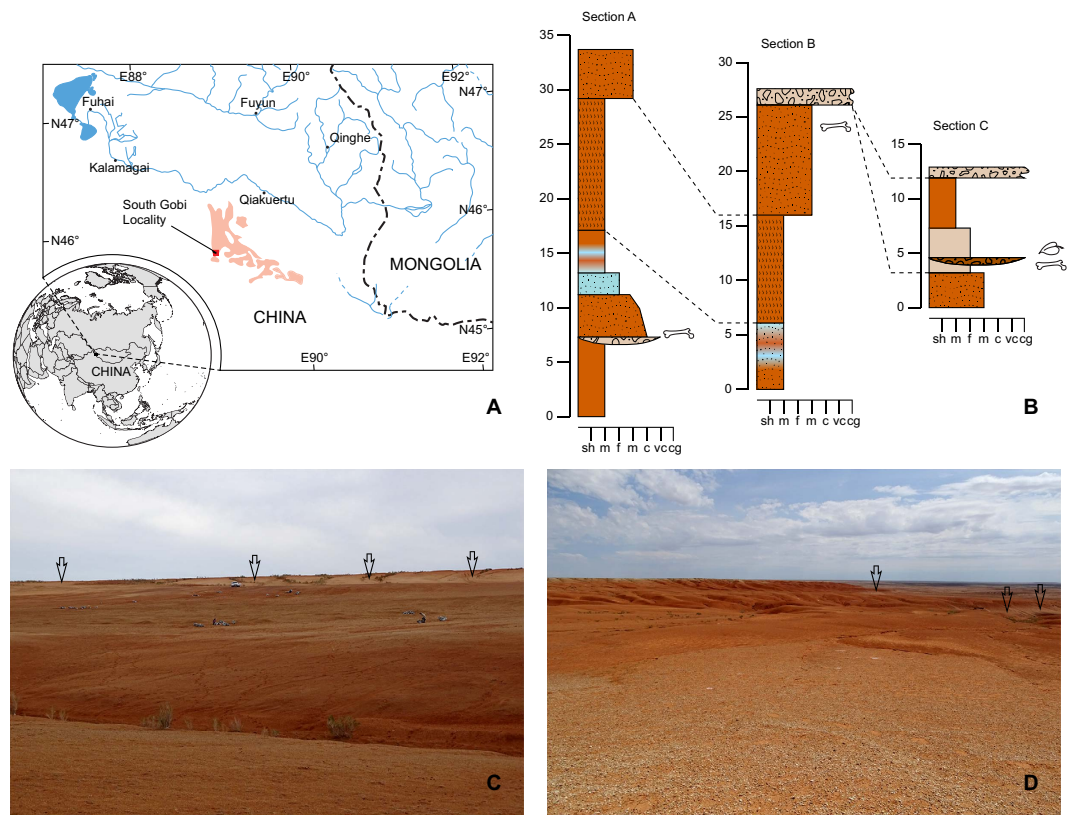 E88°
E90°
E92°
N47°
Fuhai
Fuyun
N47°
Qinghe
Kalamagai
Qiakuertu
South Gobi
Locality
N46°
N46°
MONGOLIA
CHINA
N45°
E90°
E92°
CHINA
A
Section A
35
30
25
20
15
10
5
0
sh m f m c vc cg
Section B
30
25
20
15
10
5
0
sh m f m c vc cg
Section C
15
10
5
0
sh m f m c vc cg
B
C
D